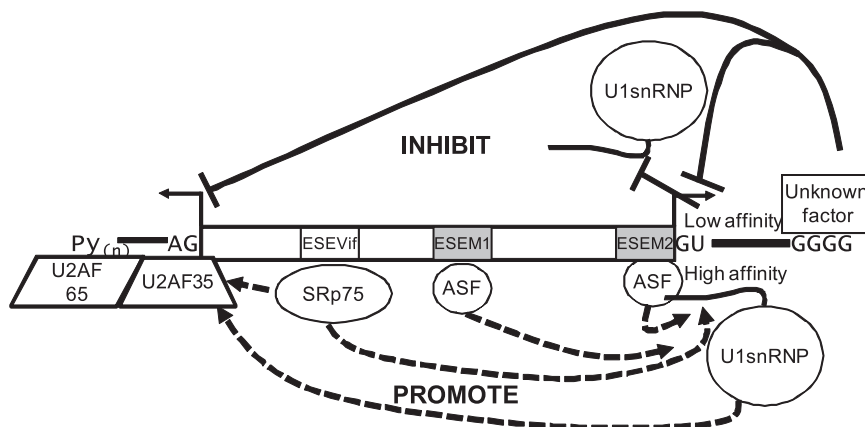 U1snRNP
INHIBIT
Unknown
factor
Low affinity
Py(n) AG ESEVif ESEM1 ESEM2 GU GGGG
U2AF
65
U2AF35
SRp75
ASF
ASF
High affinity
U1snRNP
PROMOTE